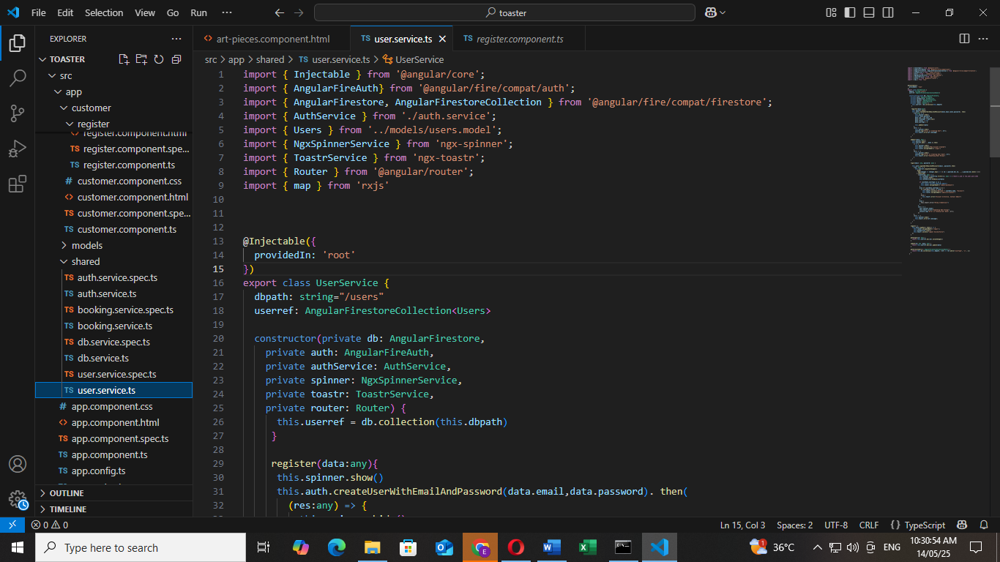 File Edit Selection View Go Run ··· toaster
EXPLORER
TOASTER
src
app
customer
register
register.component.html
register.component.spe...
register.component.ts
customer.component.css
customer.component.html
customer.component.spe...
customer.component.ts
models
shared
auth.service.spec.ts
auth.service.ts
booking.service.spec.ts
booking.service.ts
db.service.spec.ts
db.service.ts
user.service.spec.ts
user.service.ts
app.component.css
app.component.html
app.component.spec.ts
app.component.ts
app.config.ts
OUTLINE
TIMELINE
art-pieces.component.html TS user.service.ts TS register.component.ts
src > app > shared > TS user.service.ts > UserService
1 import { Injectable } from '@angular/core';
2 import { AngularFireAuth} from '@angular/fire/compat/auth';
3 import { AngularFirestore, AngularFirestoreCollection } from '@angular/fire/compat/firestore';
4 import { AuthService } from './auth.service';
5 import { Users } from '../models/users.model';
6 import { NgxSpinnerService } from 'ngx-spinner';
7 import { ToastrService } from 'ngx-toastr';
8 import { Router } from '@angular/router';
9 import { map } from 'rxjs'
10
11
12
13 @Injectable({
14 providedIn: 'root'
15 })
16 export class UserService {
17 dbpath: string="/users"
18 userref: AngularFirestoreCollection<Users>
19
20 constructor(private db: AngularFirestore,
21 private auth: AngularFireAuth,
22 private authService: AuthService,
23 private spinner: NgxSpinnerService,
24 private toastr: ToastrService,
25 private router: Router) {
26 this.userref = db.collection(this.dbpath)
27 }
28
29 register(data:any){
30 this.spinner.show()
31 this.auth.createUserWithEmailAndPassword(data.email,data.password). then(
32 (res:any) => {
0 0 Ln 15, Col 3 Spaces: 2 UTF-8 CRLF {} TypeScript
Type here to search 36°C ENG 10:30:54 AM
14/05/25